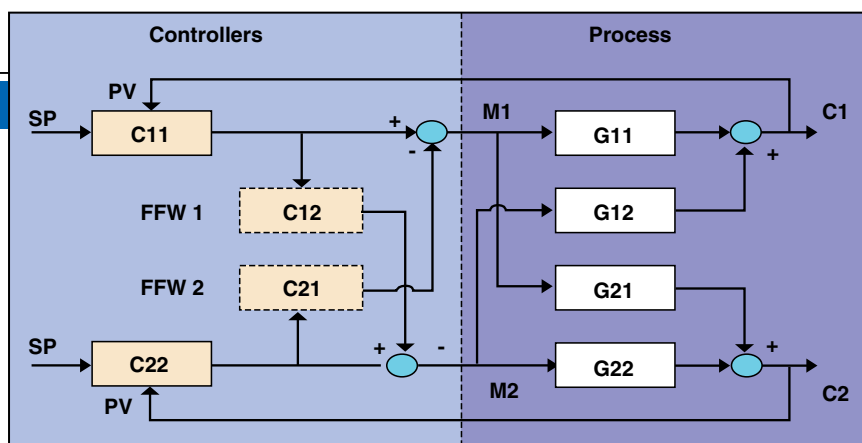 Controllers
Process
PV
SP
C11
+
-
M1
G11
C1
+
FFW 1
C12
G12
FFW 2
C21
G21
SP
C22
+
-
M2
G22
+
C2
PV